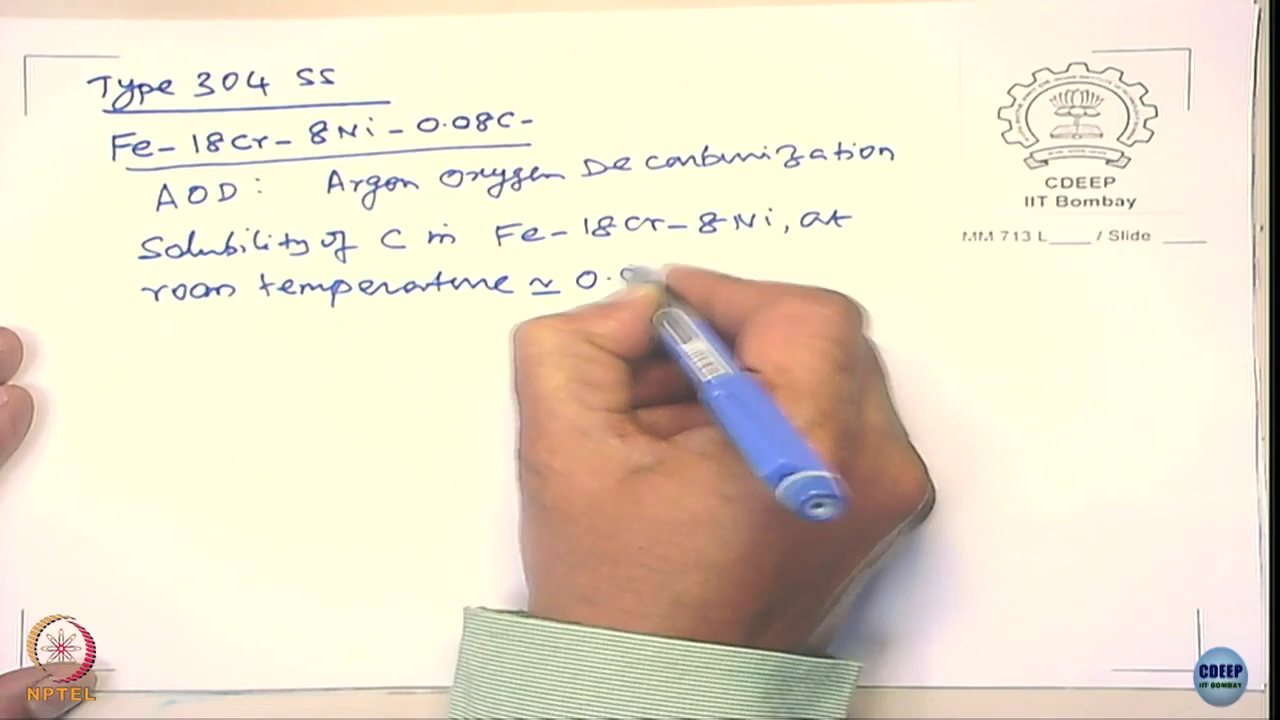 Type 304 SS
Fe-18Cr-8Ni-0.08C-
AOD: Argon Oxygen Decarburization
Solubility of C in Fe-18Cr-8Ni, at
room temperature ≃ 0.0
CDEEP
IIT Bombay
MM 713 L____ / Slide ____
NPTEL
CDEEP
IIT BOMBAY